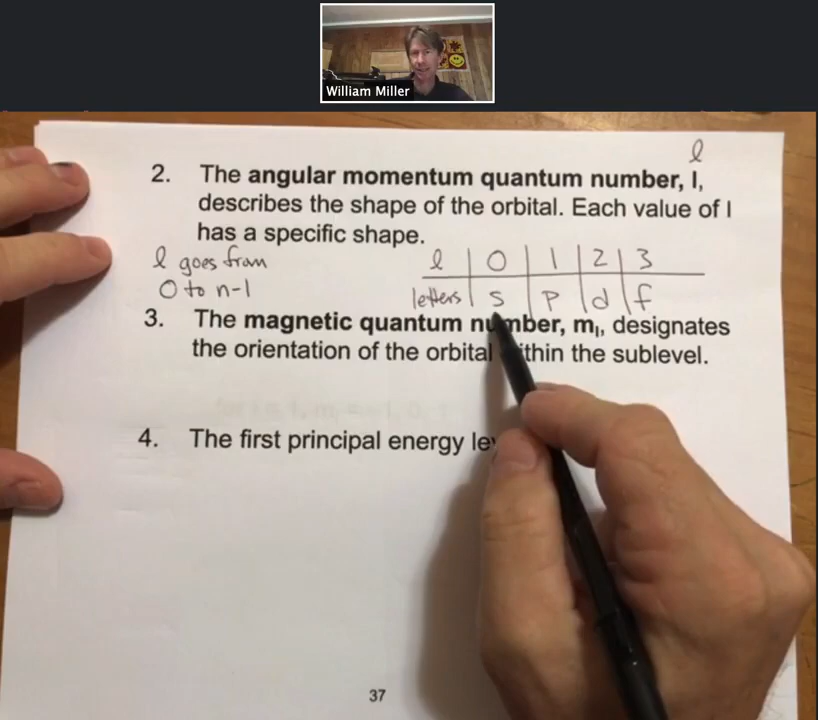 William Miller
l
2. The angular momentum quantum number, l,
describes the shape of the orbital. Each value of l
has a specific shape.
l goes from
0 to n-1
l 0 1 2 3
letters s p d f
3. The magnetic quantum number, ml, designates
the orientation of the orbital within the sublevel.
4. The first principal energy
37